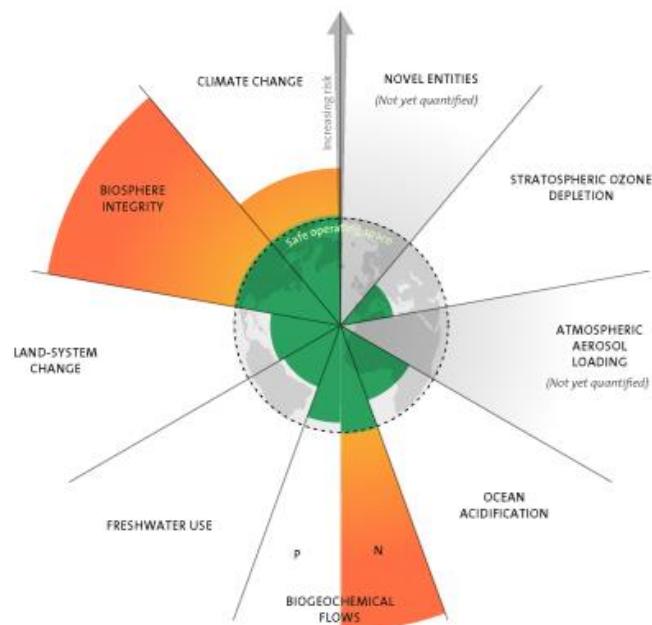 CLIMATE CHANGE
Increasing risk
NOVEL ENTITIES
(Not yet quantified)
STRATOSPHERIC OZONE
DEPLETION
BIOSPHERE
INTEGRITY
Safe operating space
LAND-SYSTEM
CHANGE
ATMOSPHERIC
AEROSOL
LOADING
(Not yet quantified)
FRESHWATER USE
OCEAN
ACIDIFICATION
P
N
BIOGEOCHEMICAL
FLOWS